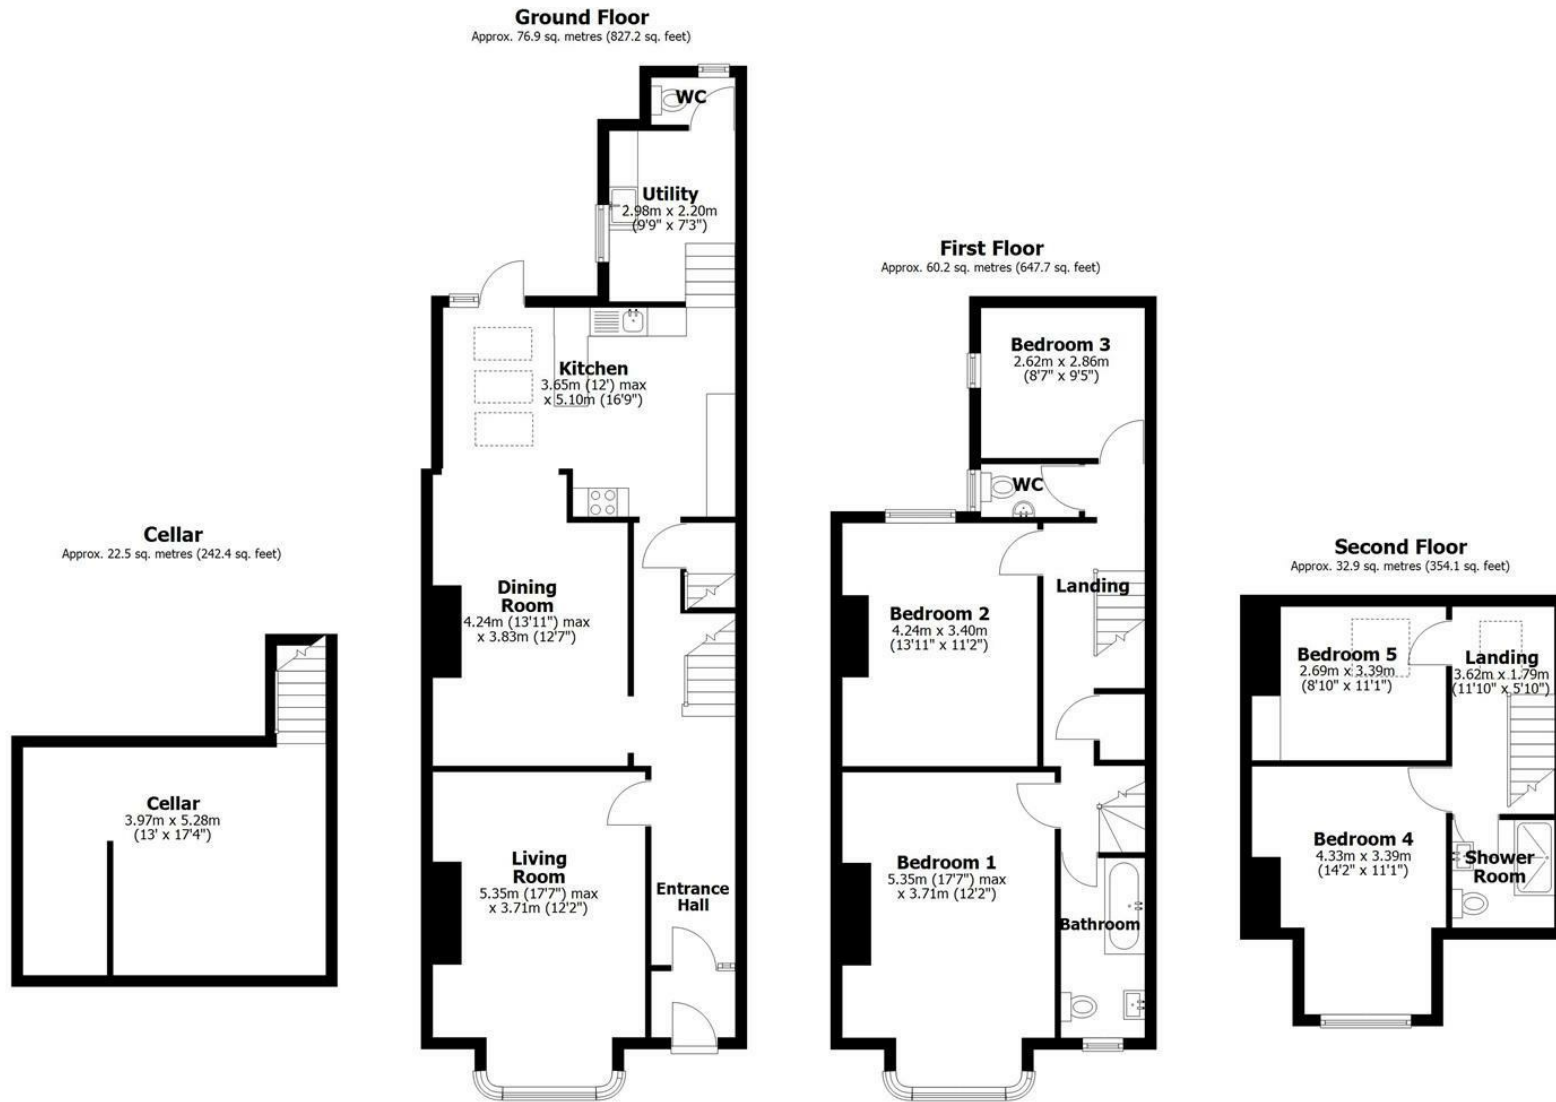 Ground Floor
Approx. 76.9 sq. metres (827.2 sq. feet)
WC
Utility
2.98m x 2.20m
(9'9" x 7'3")
Kitchen
3.65m (12') max
x 5.10m (16'9")
Dining
Room
4.24m (13'11") max
x 3.83m (12'7")
Living
Room
5.35m (17'7") max
x 3.71m (12'2")
Entrance
Hall
Cellar
Approx. 22.5 sq. metres (242.4 sq. feet)
Cellar
3.97m x 5.28m
(13' x 17'4")
First Floor
Approx. 60.2 sq. metres (647.7 sq. feet)
Bedroom 3
2.62m x 2.86m
(8'7" x 9'5")
WC
Landing
Bedroom 2
4.24m x 3.40m
(13'11" x 11'2")
Bedroom 1
5.35m (17'7") max
x 3.71m (12'2")
Bathroom
Second Floor
Approx. 32.9 sq. metres (354.1 sq. feet)
Bedroom 5
2.69m x 3.39m
(8'10" x 11'1")
Landing
3.62m x 1.79m
(11'10" x 5'10")
Bedroom 4
4.33m x 3.39m
(14'2" x 11'1")
Shower
Room